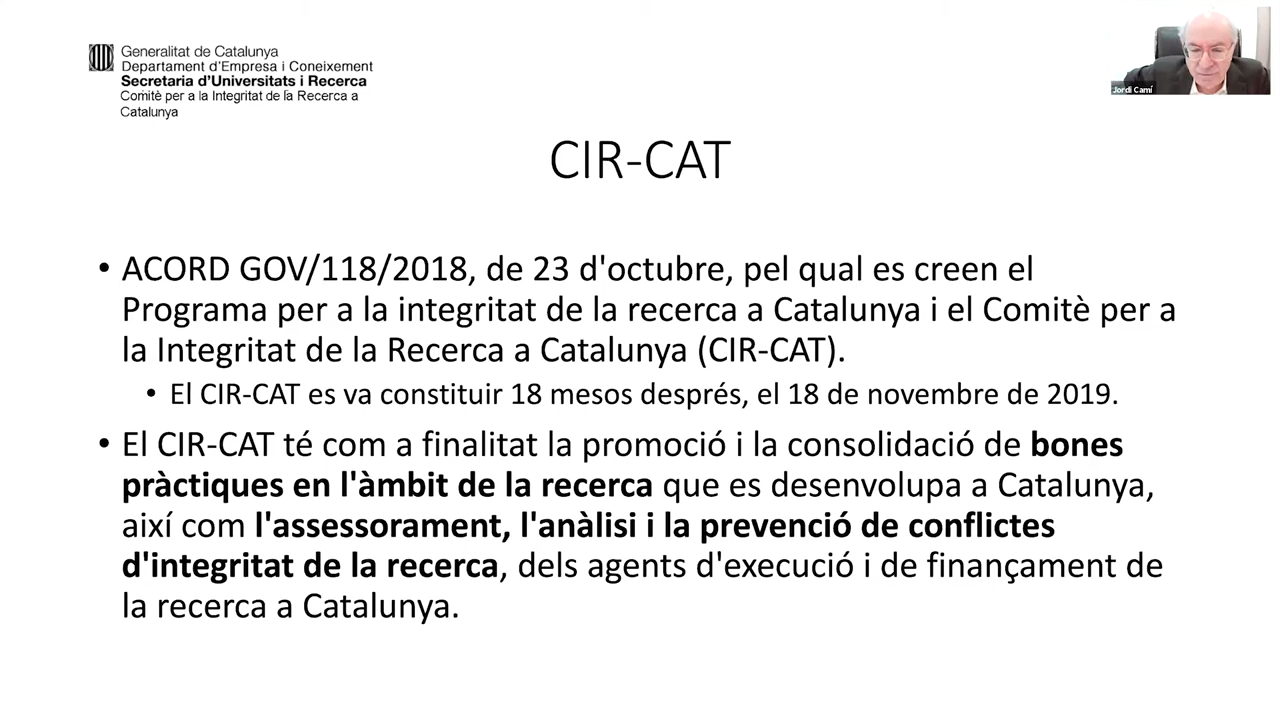 Generalitat de Catalunya
Departament d'Empresa i Coneixement
Secretaria d'Universitats i Recerca
Comitè per a la Integritat de la Recerca a
Catalunya
Jordi Camí
CIR-CAT
• ACORD GOV/118/2018, de 23 d'octubre, pel qual es creen el
Programa per a la integritat de la recerca a Catalunya i el Comitè per a
la Integritat de la Recerca a Catalunya (CIR-CAT).
• El CIR-CAT es va constituir 18 mesos després, el 18 de novembre de 2019.
• El CIR-CAT té com a finalitat la promoció i la consolidació de bones
pràctiques en l'àmbit de la recerca que es desenvolupa a Catalunya,
així com l'assessorament, l'anàlisi i la prevenció de conflictes
d'integritat de la recerca, dels agents d'execució i de finançament de
la recerca a Catalunya.